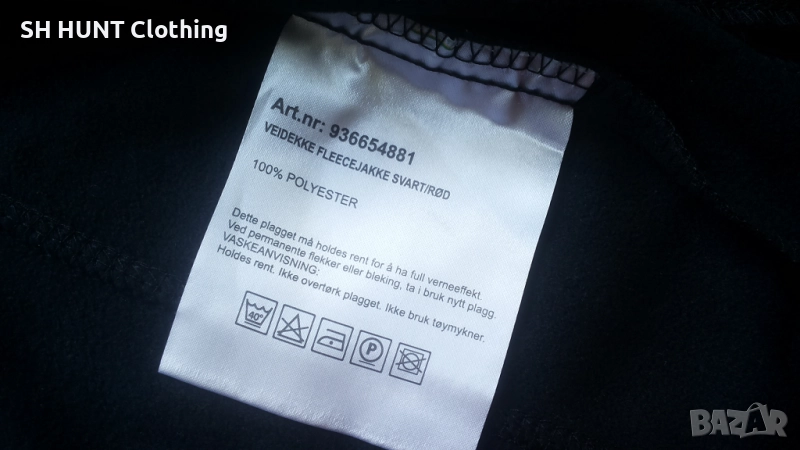 SH HUNT Clothing
Art.nr: 936654881
VEIDEKKE FLEECEJAKKE SVART/RØD
100% POLYESTER
Dette plagget må holdes rent for å ha full verneeffekt.
Ved permanente flekker eller bleking, ta i bruk nytt plagg.
VASKEANVISNING:
Holdes rent. Ikke overtørk plagget. Ikke bruk tøymykner.
40°
P
BAZAR